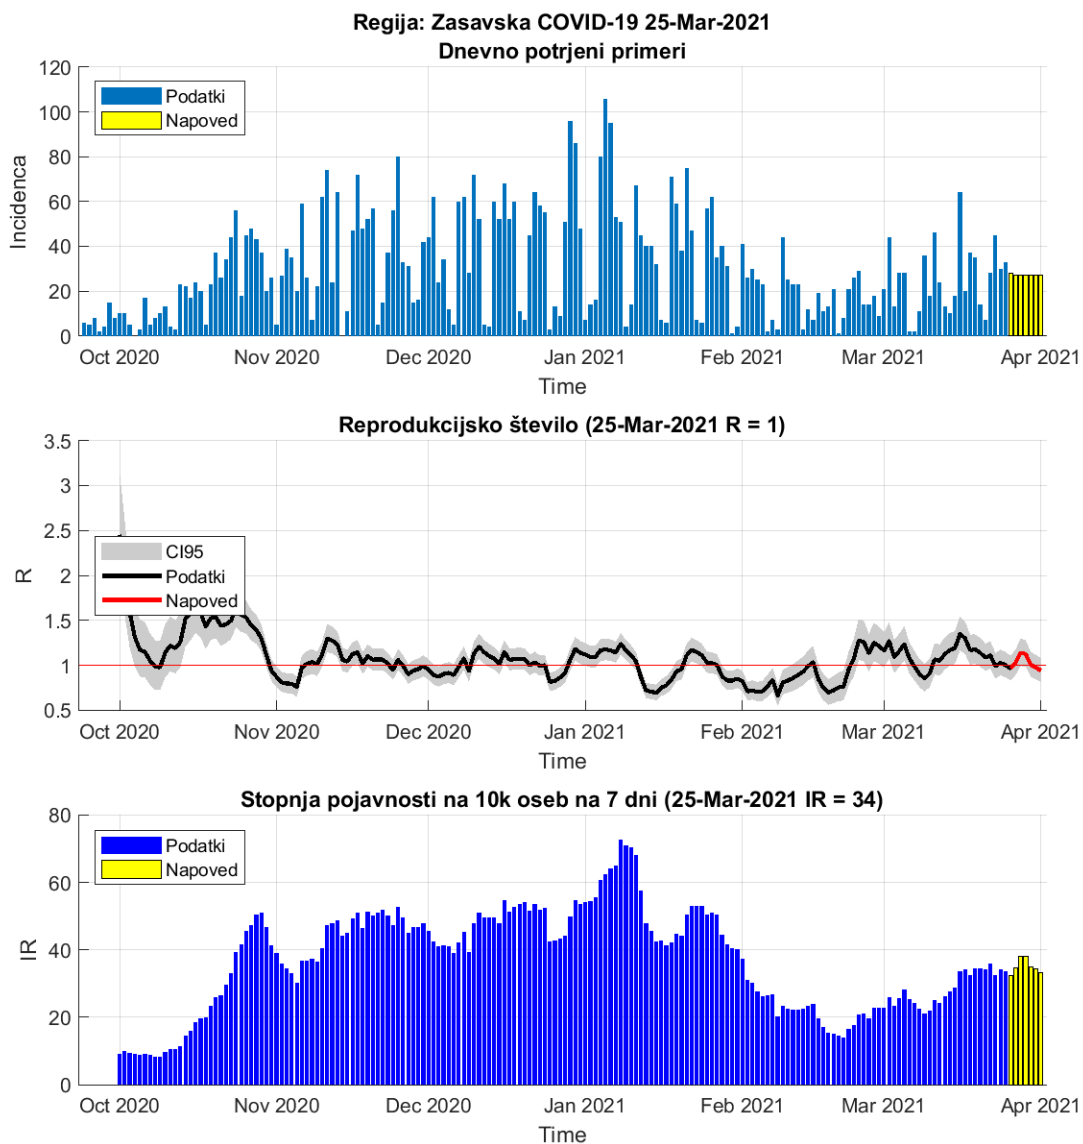 Regija: Zasavska COVID-19 25-Mar-2021
Dnevno potrjeni primeri
120
100
80
60
40
20
0
Incidenca
Podatki
Napoved
Oct 2020 Nov 2020 Dec 2020 Jan 2021 Feb 2021 Mar 2021 Apr 2021
Time
Reprodukcijsko število (25-Mar-2021 R = 1)
3.5
3
2.5
2
1.5
1
0.5
R
CI95
Podatki
Napoved
Oct 2020 Nov 2020 Dec 2020 Jan 2021 Feb 2021 Mar 2021 Apr 2021
Time
Stopnja pojavnosti na 10k oseb na 7 dni (25-Mar-2021 IR = 34)
80
60
40
20
0
IR
Podatki
Napoved
Oct 2020 Nov 2020 Dec 2020 Jan 2021 Feb 2021 Mar 2021 Apr 2021
Time